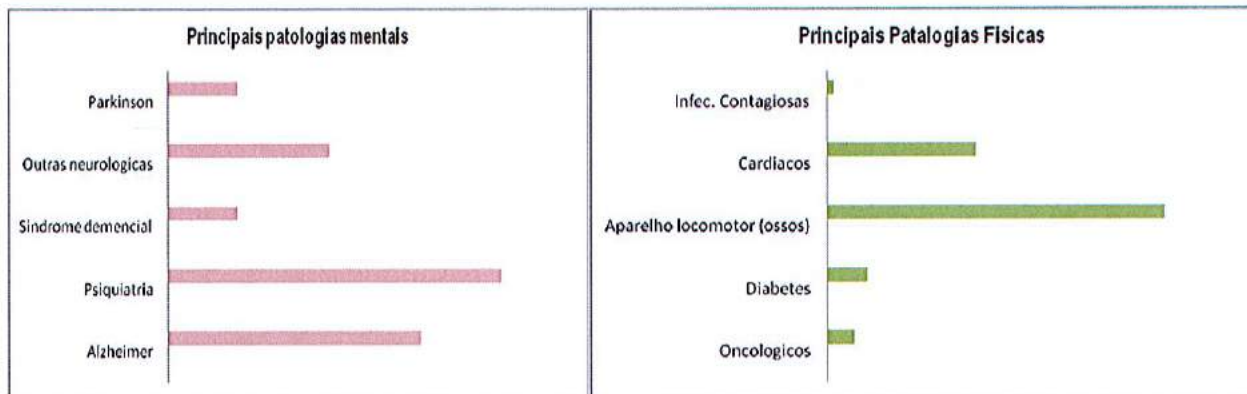 Principais patologias mentais
Parkinson
Outras neurologicas
Sindrome demencial
Psiquiatria
Alzheimer
Principais Patalogias Fisicas
Infec. Contagiosas
Cardiacos
Aparelho locomotor (ossos)
Diabetes
Oncologicos